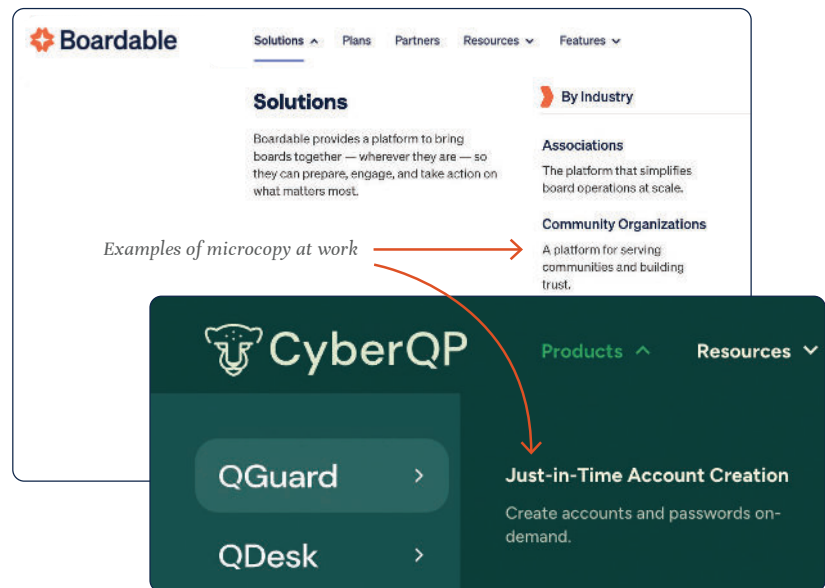 Boardable
Solutions
Plans
Partners
Resources
Features
Solutions
Boardable provides a platform to bring
boards together — wherever they are — so
they can prepare, engage, and take action on
what matters most.
By Industry
Associations
The platform that simplifies
board operations at scale.
Community Organizations
A platform for serving
communities and building
trust.
Examples of microcopy at work
CyberQP
Products
Resources
QGuard
QDesk
Just-in-Time Account Creation
Create accounts and passwords on-
demand.